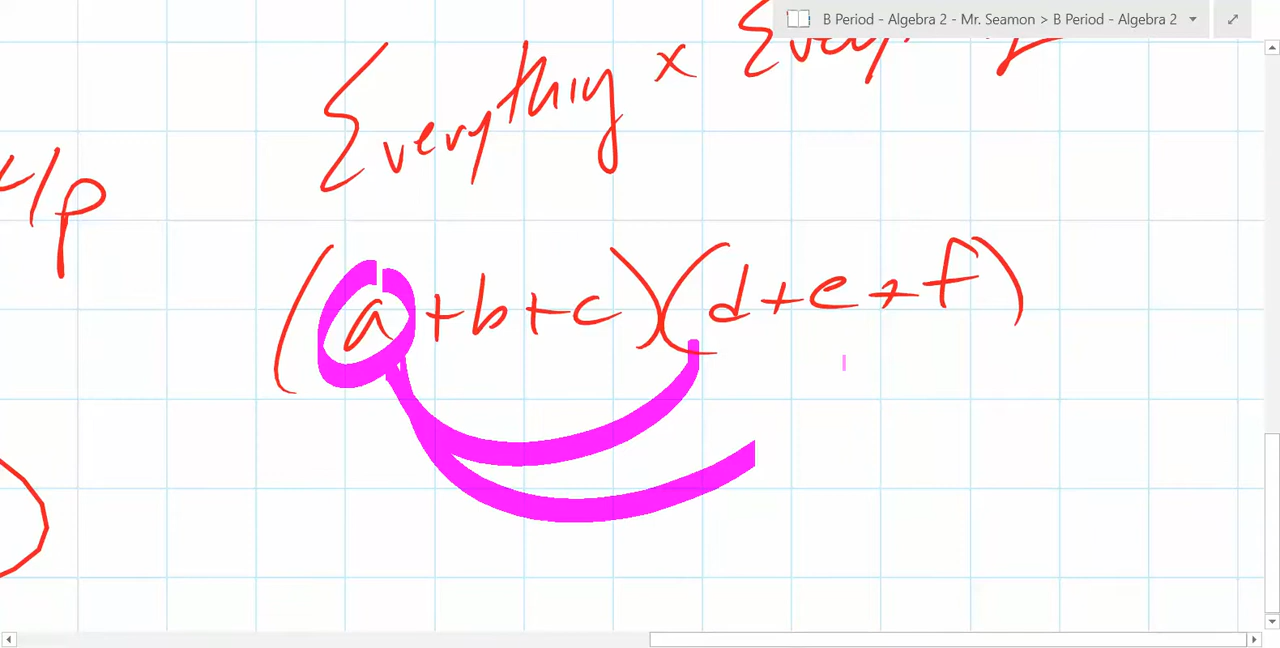 B Period - Algebra 2 - Mr. Seamon > B Period - Algebra 2
Everything x
(a+b+c)(d+e+f)